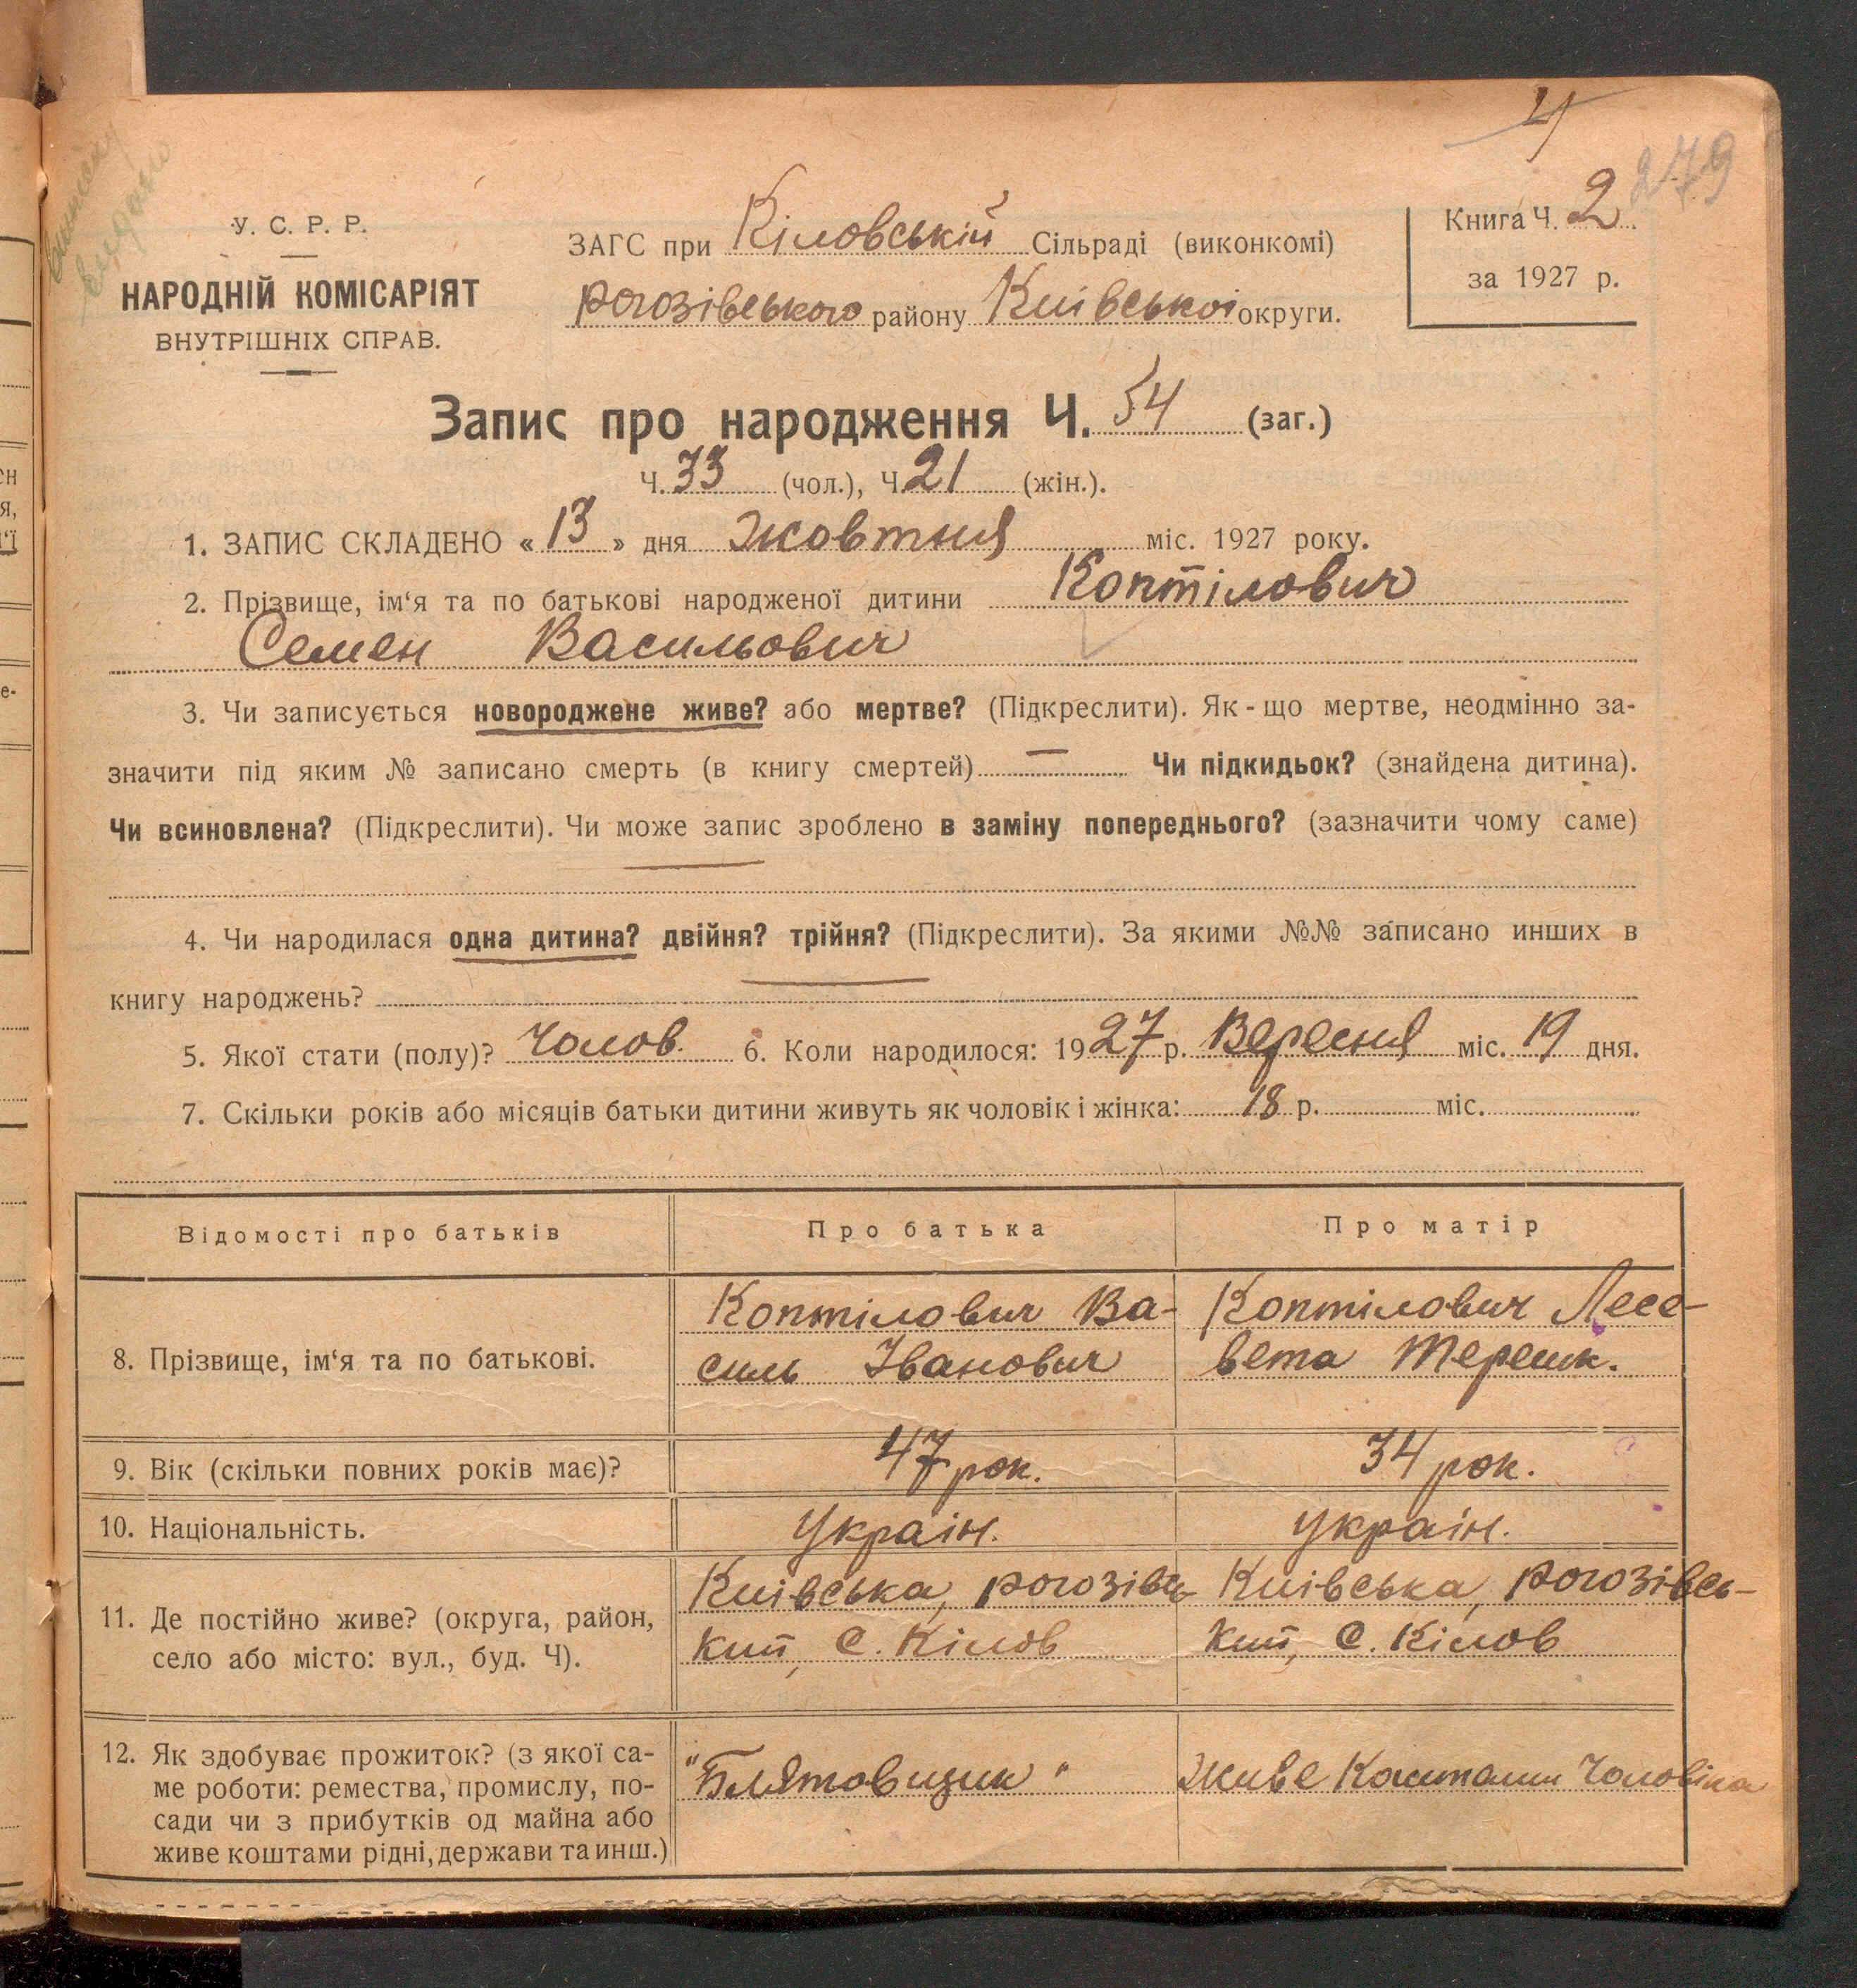 4
279
У. С. Р. Р.
НАРОДНІЙ КОМІСАРІЯТ
ВНУТРІШНІХ СПРАВ.
ЗАГС при Кіловській Сільраді (виконкомі)
Рогозівського району Київської округи.
Книга Ч. 2
за 1927 р.
Запис про народження Ч. 54 (заг.)
Ч. 33 (чол.), Ч. 21 (жін.).
1. ЗАПИС СКЛАДЕНО « 13 » дня Жовтня міс. 1927 року.
2. Прізвище, ім‘я та по батькові народженої дитини Коптілович
Семен Васильович
3. Чи записується новороджене живе? або мертве? (Підкреслити). Як - що мертве, неодмінно за-
значити під яким № записано смерть (в книгу смертей) — Чи підкидьок? (знайдена дитина).
Чи всиновлена? (Підкреслити). Чи може запис зроблено в заміну попереднього? (зазначити чому саме)
4. Чи народилася одна дитина? двійня? трійня? (Підкреслити). За якими №№ записано инших в
книгу народжень?
5. Якої стати (полу)? Чолов. 6. Коли народилося: 1927 р. Вересня міс. 19 дня.
7. Скільки років або місяців батьки дитини живуть як чоловік і жінка: 18 р. міс.
Відомості про батьків
Про батька
Про матір
8. Прізвище, ім‘я та по батькові.
Коптілович Ва-
силь Іванович
Коптілович Лесе-
вета Терешк.
9. Вік (скільки повних років має)?
47 рок.
34 рок.
10. Національність.
Україн.
Україн.
11. Де постійно живе? (округа, район,
село або місто: вул., буд. Ч).
Київська, Рогозівсь
кий, С. Кілов
Київська, Рогозівсь-
кий, С. Кілов
12. Як здобуває прожиток? (з якої са-
ме роботи: ремества, промислу, по-
сади чи з прибутків од майна або
живе коштами рідні, держави та инш.)
"Блятовщик"
Живе Коштами Чоловіка